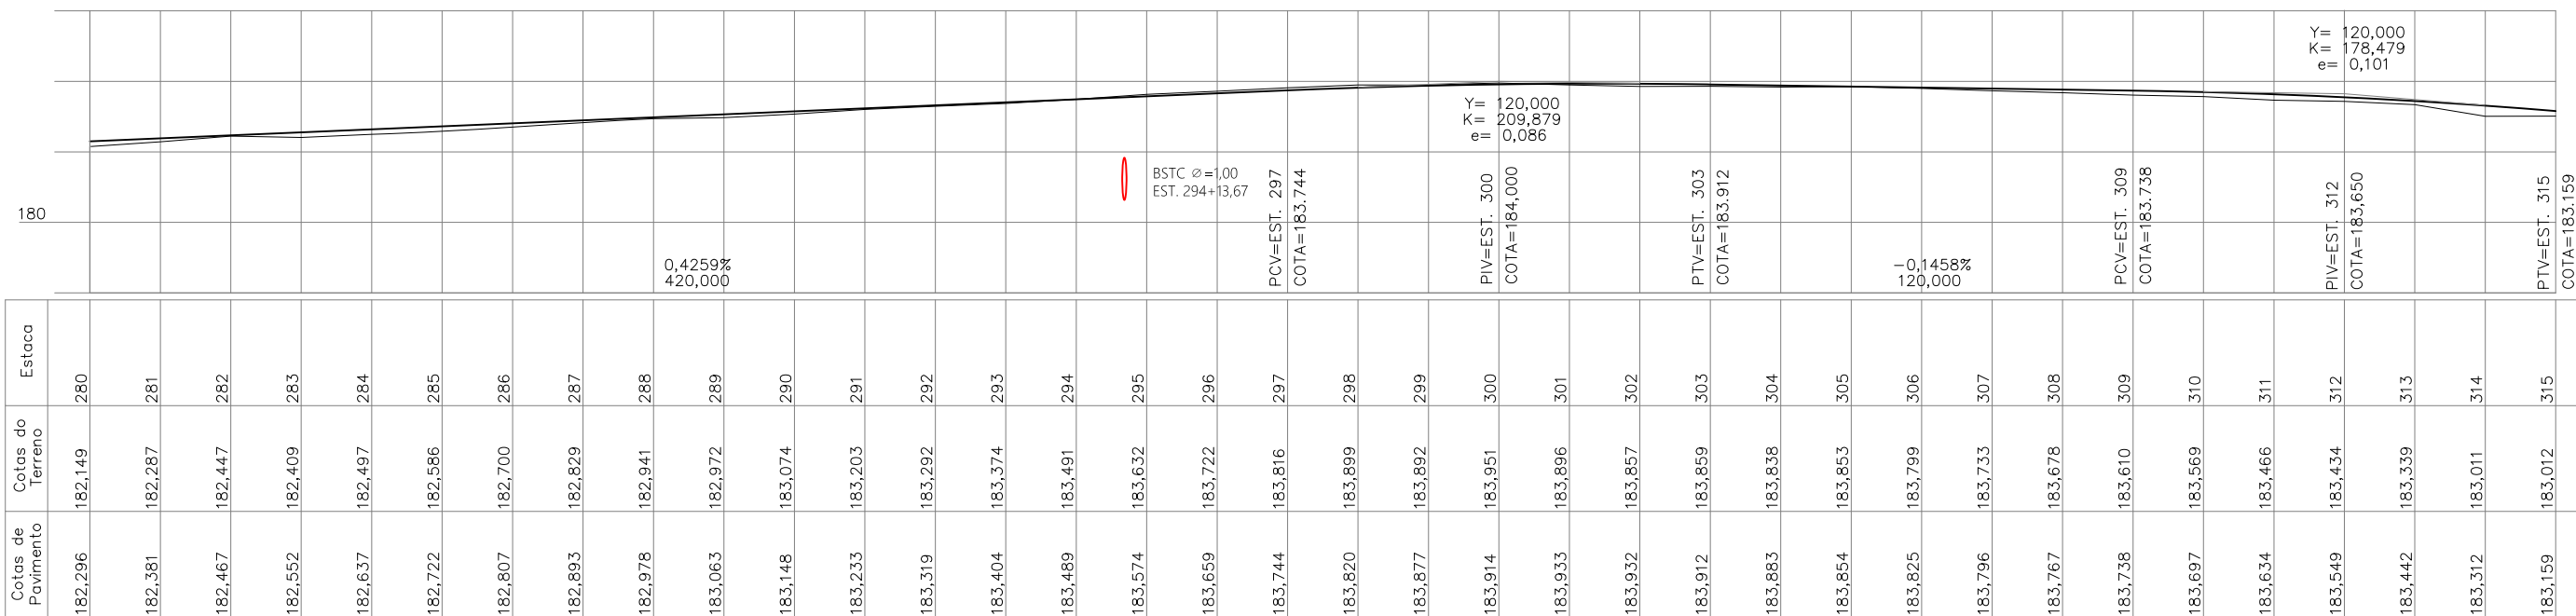 Y= 120,000
K= 178,479
e= 0,101
Y= 120,000
K= 209,879
e= 0,086
BSTC ∅=1,00
EST. 294+13,67
180
PCV=EST. 297
COTA=183.744
PIV=EST. 300
COTA=184,000
PTV=EST. 303
COTA=183.912
PCV=EST. 309
COTA=183.738
PIV=EST. 312
COTA=183,650
PTV=EST. 315
COTA=183.159
0,4259%
420,000
-0,1458%
120,000
Estaca
280 281 282 283 284 285 286 287 288 289 290 291 292 293 294 295 296 297 298 299 300 301 302 303 304 305 306 307 308 309 310 311 312 313 314 315
Cotas do
Terreno
182,149 182,287 182,447 182,409 182,497 182,586 182,700 182,829 182,941 182,972 183,074 183,203 183,292 183,374 183,491 183,632 183,722 183,816 183,899 183,892 183,951 183,896 183,857 183,859 183,838 183,853 183,799 183,733 183,678 183,610 183,569 183,466 183,434 183,339 183,011 183,012
Cotas de
Pavimento
182,296 182,381 182,467 182,552 182,637 182,722 182,807 182,893 182,978 183,063 183,148 183,233 183,319 183,404 183,489 183,574 183,659 183,744 183,820 183,877 183,914 183,933 183,932 183,912 183,883 183,854 183,825 183,796 183,767 183,738 183,697 183,634 183,549 183,442 183,312 183,159